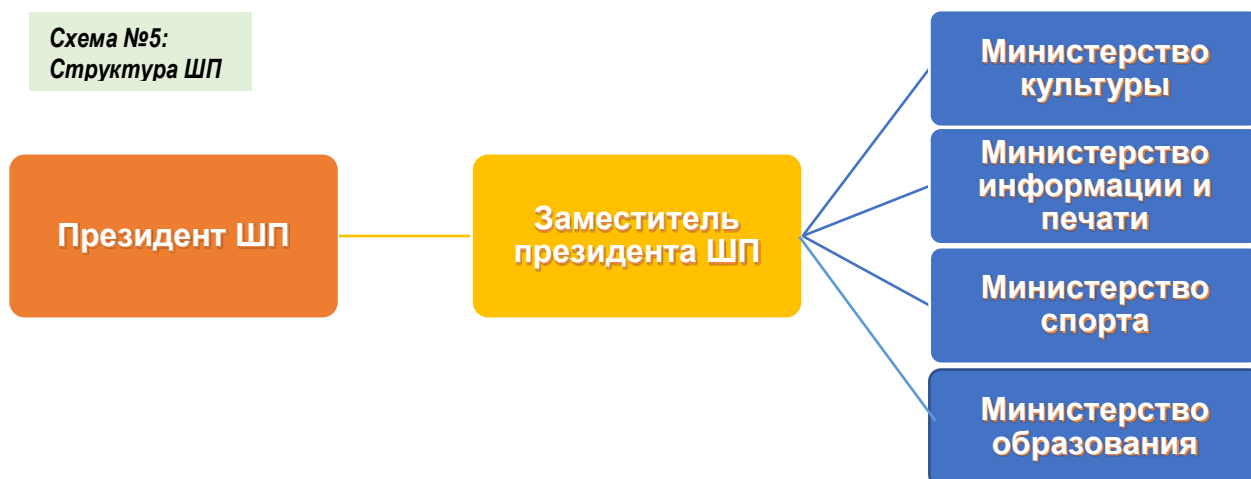 Схема №5:
Структура ШП
Президент ШП
Заместитель
президента ШП
Министерство
культуры
Министерство
информации и
печати
Министерство
спорта
Министерство
образования